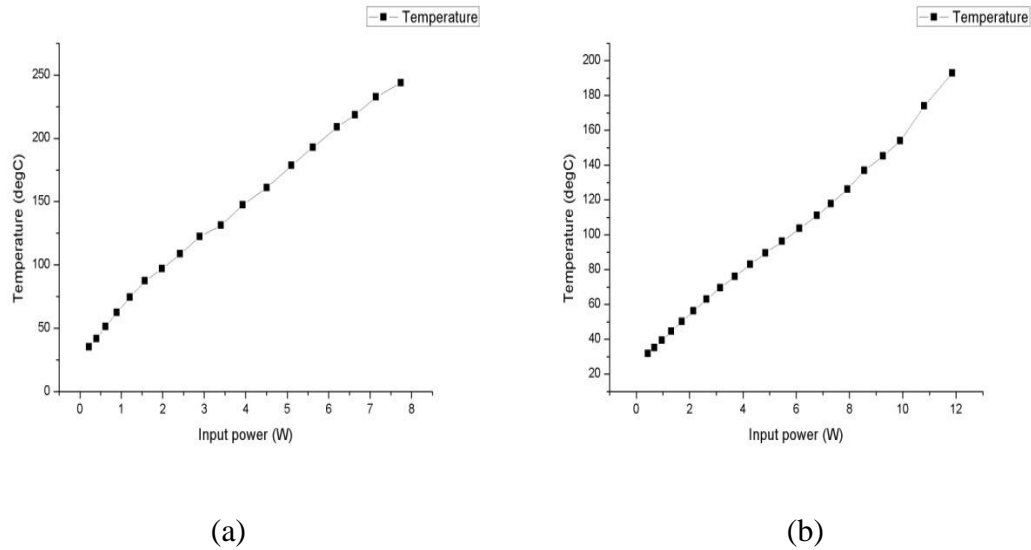 Temperature
250
200
150
100
50
0
Temperature (degC)
0 1 2 3 4 5 6 7 8
Input power (W)
(a)
Temperature
200
180
160
140
120
100
80
60
40
20
Temperature (degC)
0 2 4 6 8 10 12
Input power (W)
(b)